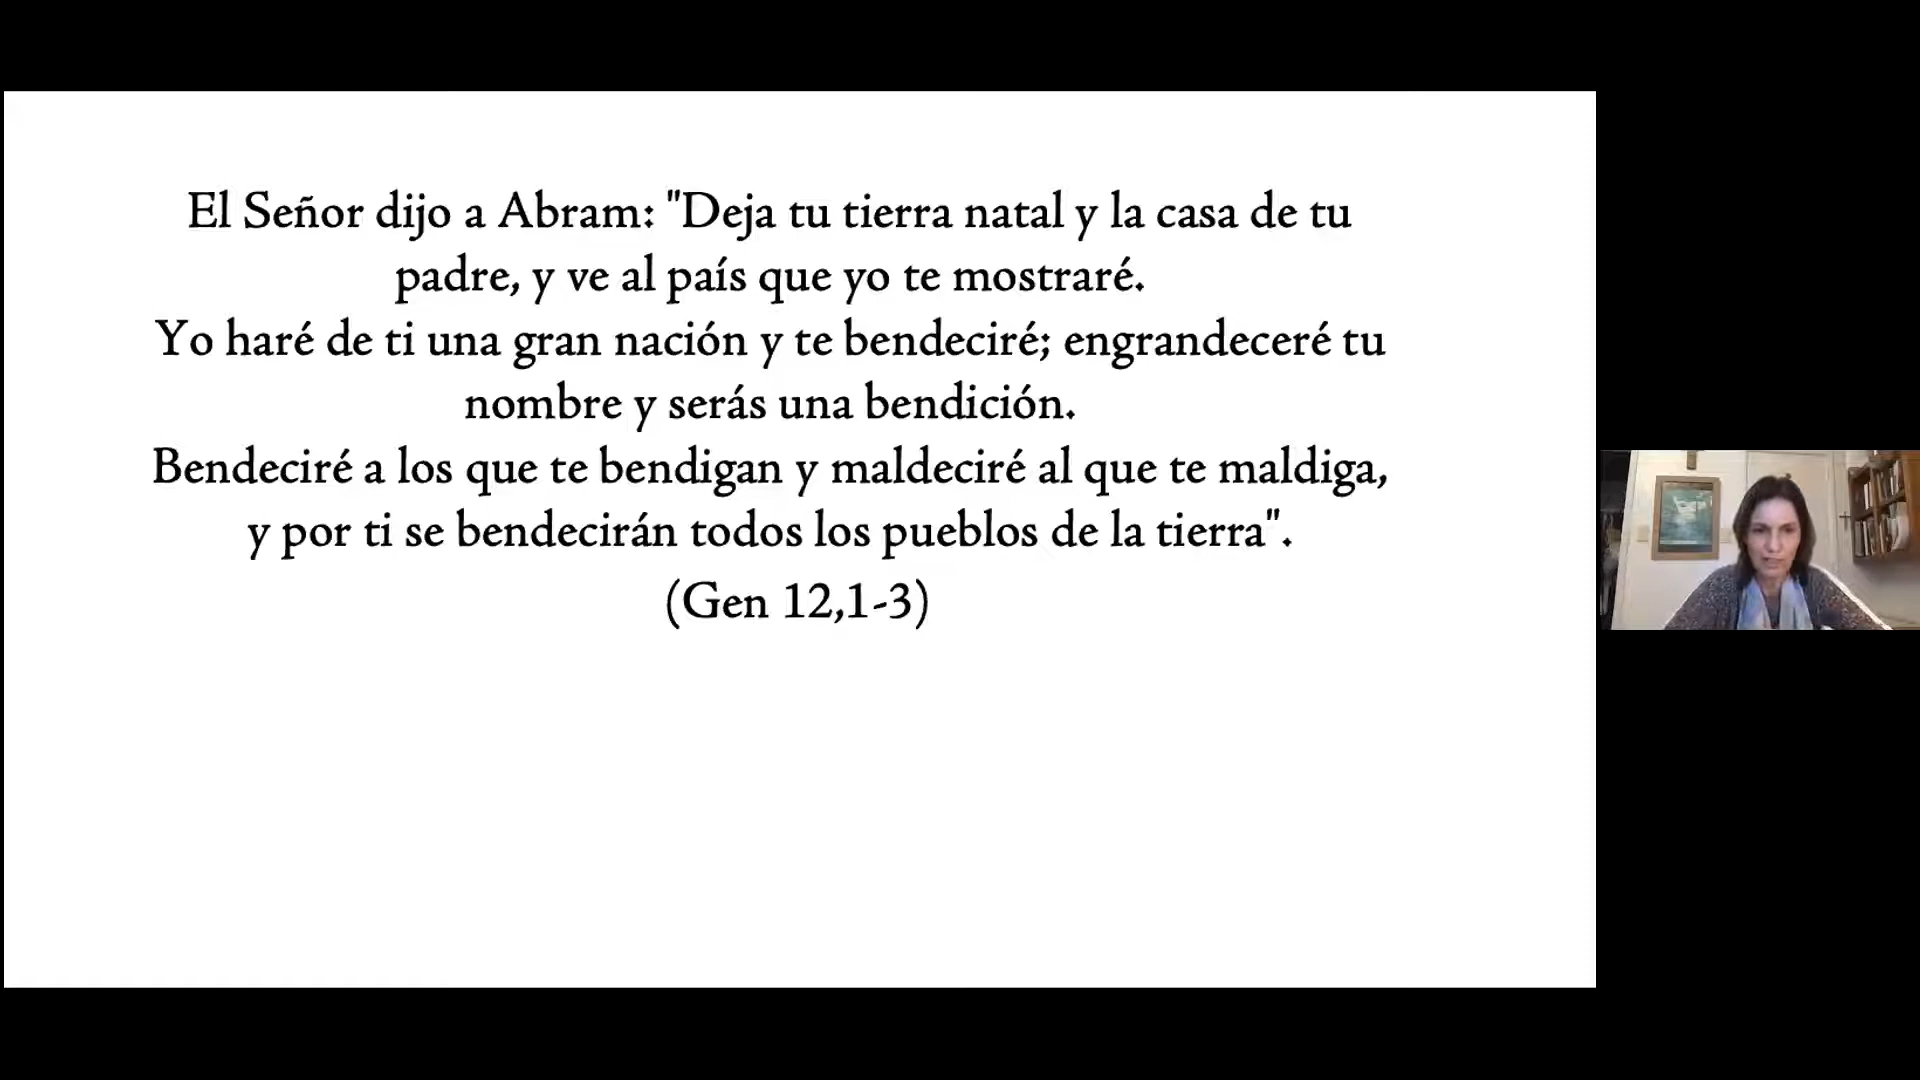 El Señor dijo a Abram: "Deja tu tierra natal y la casa de tu
padre, y ve al país que yo te mostraré.
Yo haré de ti una gran nación y te bendeciré; engrandeceré tu
nombre y serás una bendición.
Bendeciré a los que te bendigan y maldeciré al que te maldiga,
y por ti se bendecirán todos los pueblos de la tierra".
(Gen 12,1-3)